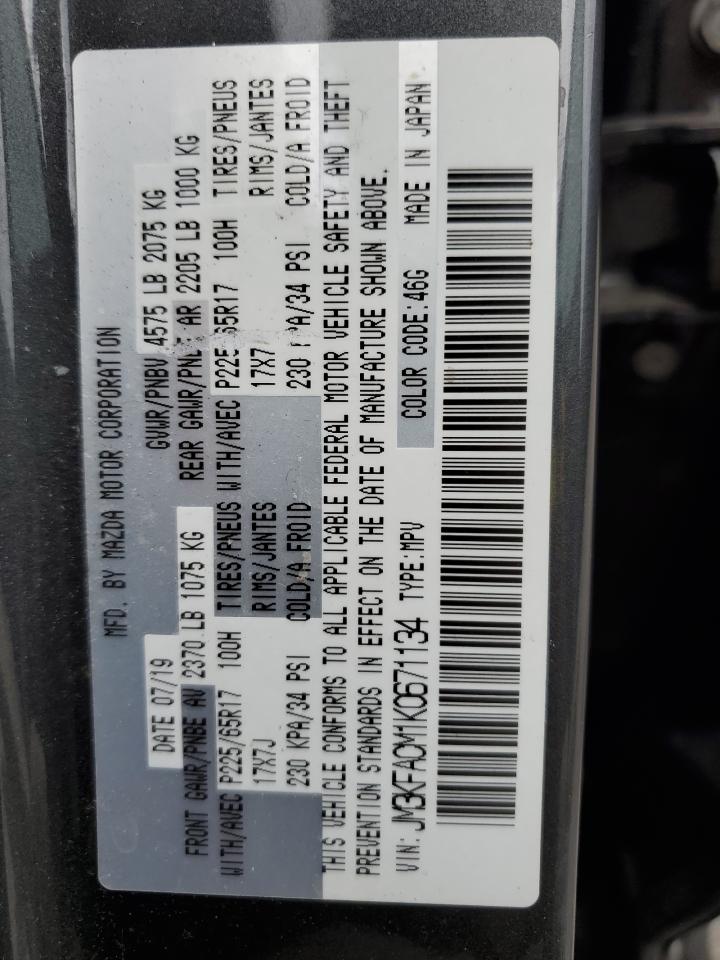 MFD. BY MAZDA MOTOR CORPORATION
DATE 07/19 GVWR/PNBV 4575 LB 2075 KG
FRONT GAWR/PNBE AV 2370 LB 1075 KG REAR GAWR/PNBE AR 2205 LB 1000 KG
WITH/AVEC P225/65R17 100H TIRES/PNEUS WITH/AVEC P225/65R17 100H TIRES/PNEUS
17X7J RIMS/JANTES 17X7 RIMS/JANTES
230 KPA/34 PSI COLD/A FROID 230 KPA/34 PSI COLD/A FROID
THIS VEHICLE CONFORMS TO ALL APPLICABLE FEDERAL MOTOR VEHICLE SAFETY AND THEFT
PREVENTION STANDARDS IN EFFECT ON THE DATE OF MANUFACTURE SHOWN ABOVE.
VIN: JM3KFACM1K0671134 TYPE:MPV COLOR CODE:46G MADE IN JAPAN